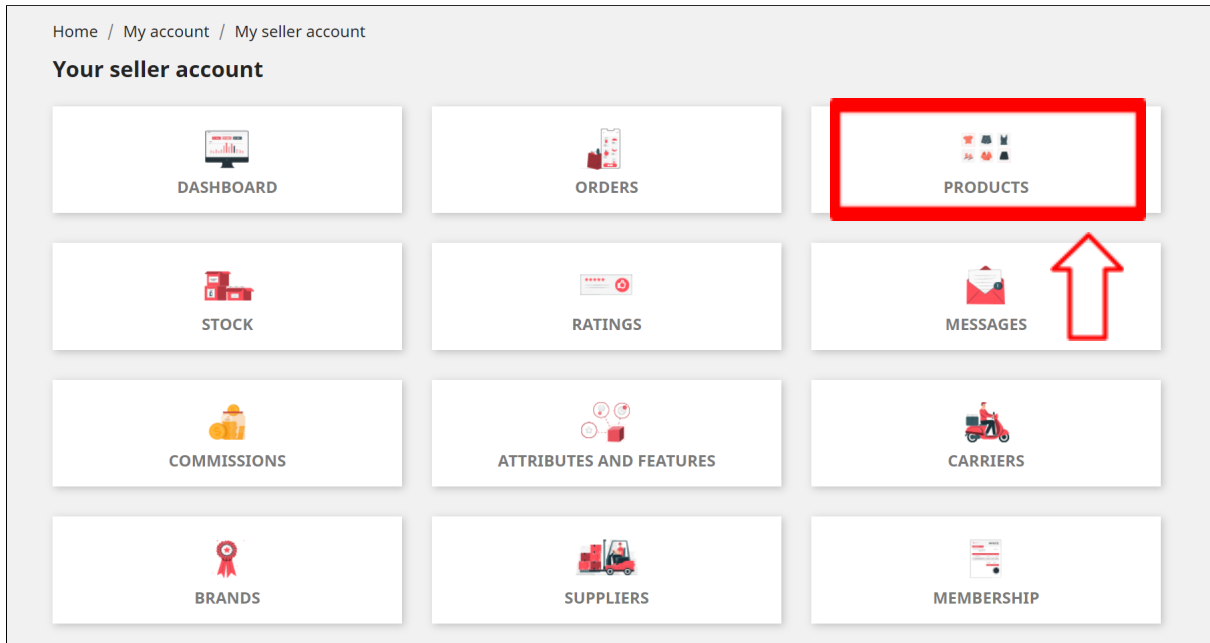 Home / My account / My seller account
Your seller account
DASHBOARD
ORDERS
PRODUCTS
STOCK
RATINGS
MESSAGES
COMMISSIONS
ATTRIBUTES AND FEATURES
CARRIERS
BRANDS
SUPPLIERS
MEMBERSHIP